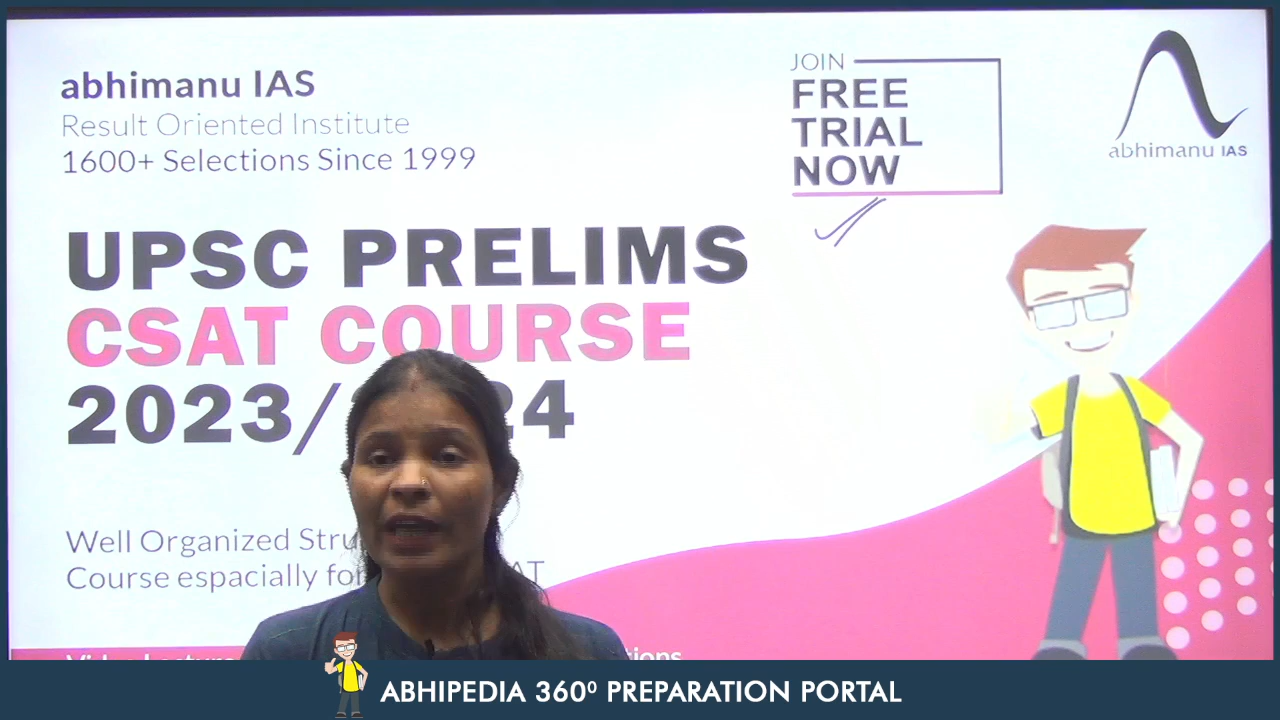 abhimanu IAS
Result Oriented Institute
1600+ Selections Since 1999
JOIN
FREE
TRIAL
NOW
abhimanu IAS
UPSC PRELIMS
CSAT COURSE
2023/ 24
Well Organized Stru
Course espacially for AT
ABHIPEDIA 360⁰ PREPARATION PORTAL